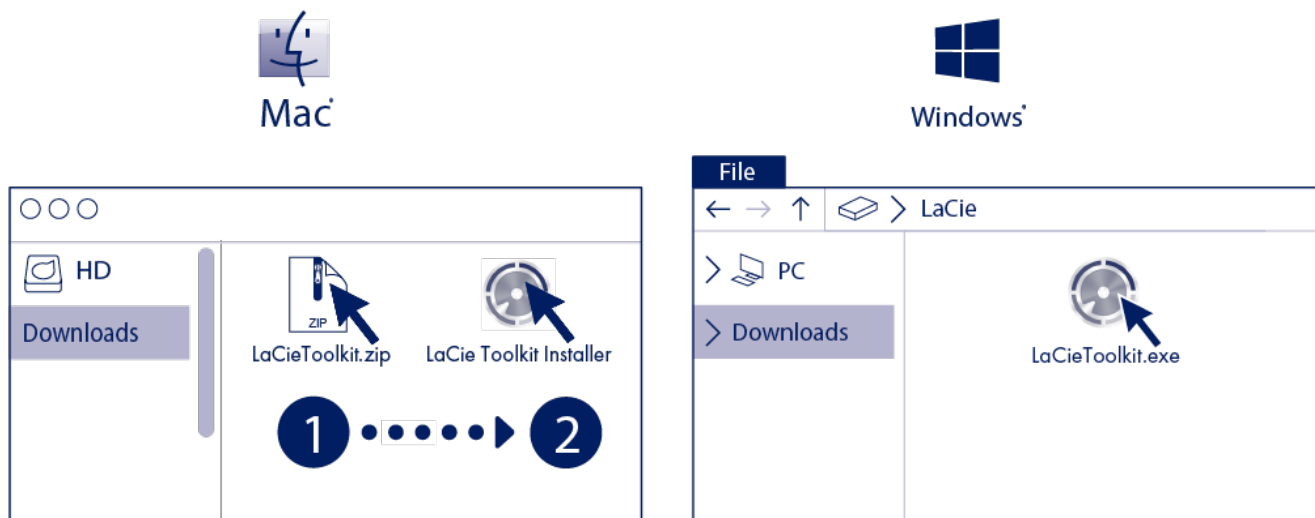 Mac
Windows
HD
Downloads
ZIP
LaCieToolkit.zip
LaCie Toolkit Installer
1
2
File
LaCie
PC
Downloads
LaCieToolkit.exe